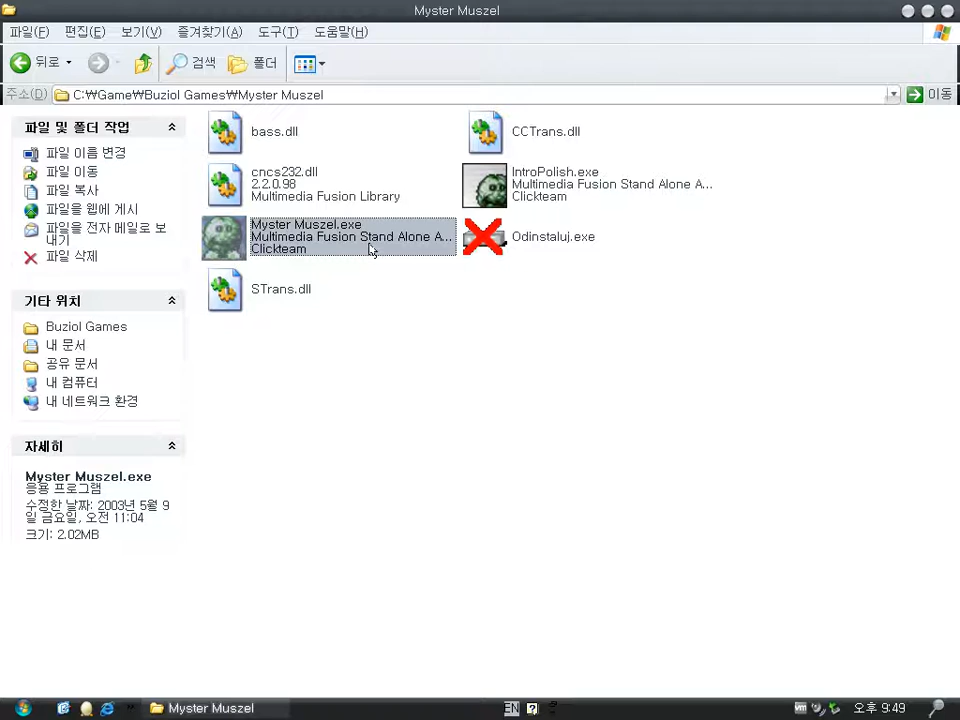 Myster Muszel
파일(F) 편집(E) 보기(V) 즐겨찾기(A) 도구(T) 도움말(H)
뒤로 검색 폴더
주소(D) C:₩Game₩Buziol Games₩Myster Muszel 이동
파일 및 폴더 작업
파일 이름 변경
파일 이동
파일 복사
파일을 웹에 게시
파일을 전자 메일로 보
내기
파일 삭제
기타 위치
Buziol Games
내 문서
공유 문서
내 컴퓨터
내 네트워크 환경
자세히
Myster Muszel.exe
응용 프로그램
수정한 날짜: 2003년 5월 9
일 금요일, 오전 11:04
크기: 2.02MB
bass.dll
CCTrans.dll
cncs232.dll
2.2.0.98
Multimedia Fusion Library
IntroPolish.exe
Multimedia Fusion Stand Alone A...
Clickteam
Myster Muszel.exe
Multimedia Fusion Stand Alone A...
Clickteam
Odinstaluj.exe
STrans.dll
Myster Muszel EN 오후 9:49